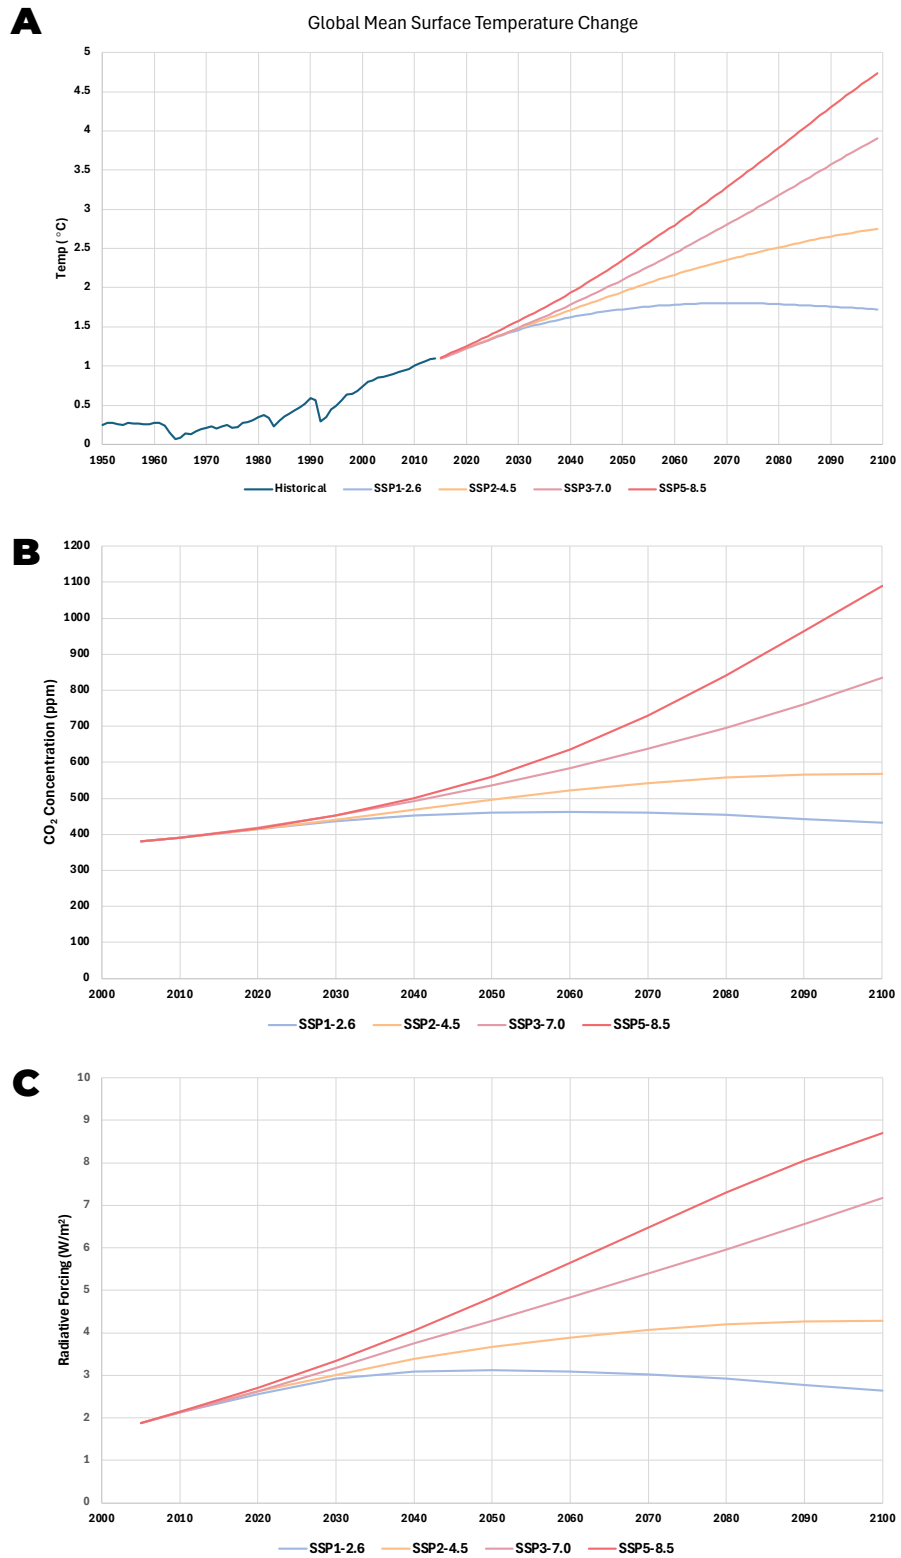 A
Global Mean Surface Temperature Change
5
4.5
4
3.5
3
2.5
2
1.5
1
0.5
0
Temp ( °C)
1950 1960 1970 1980 1990 2000 2010 2020 2030 2040 2050 2060 2070 2080 2090 2100
Historical SSP1-2.6 SSP2-4.5 SSP3-7.0 SSP5-8.5
B
1200
1100
1000
900
800
700
600
500
400
300
200
100
0
CO₂ Concentration (ppm)
2000 2010 2020 2030 2040 2050 2060 2070 2080 2090 2100
SSP1-2.6 SSP2-4.5 SSP3-7.0 SSP5-8.5
C
10
9
8
7
6
5
4
3
2
1
0
Radiative Forcing (W/m²)
2000 2010 2020 2030 2040 2050 2060 2070 2080 2090 2100
SSP1-2.6 SSP2-4.5 SSP3-7.0 SSP5-8.5